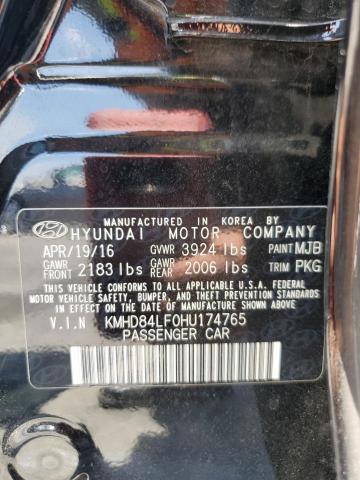 MANUFACTURED IN KOREA BY
HYUNDAI MOTOR COMPANY
APR/19/16 GVWR 3924 lbs PAINT MJB
GAWR FRONT 2183 lbs GAWR REAR 2006 lbs TRIM PKG
THIS VEHICLE CONFORMS TO ALL APPLICABLE U.S.A. FEDERAL
MOTOR VEHICLE SAFETY, BUMPER, AND THEFT PREVENTION
STANDARDS IN EFFECT ON THE DATE OF MANUFACTURE SHOWN ABOVE.
V.I.N KMHD84LF0HU174765
PASSENGER CAR